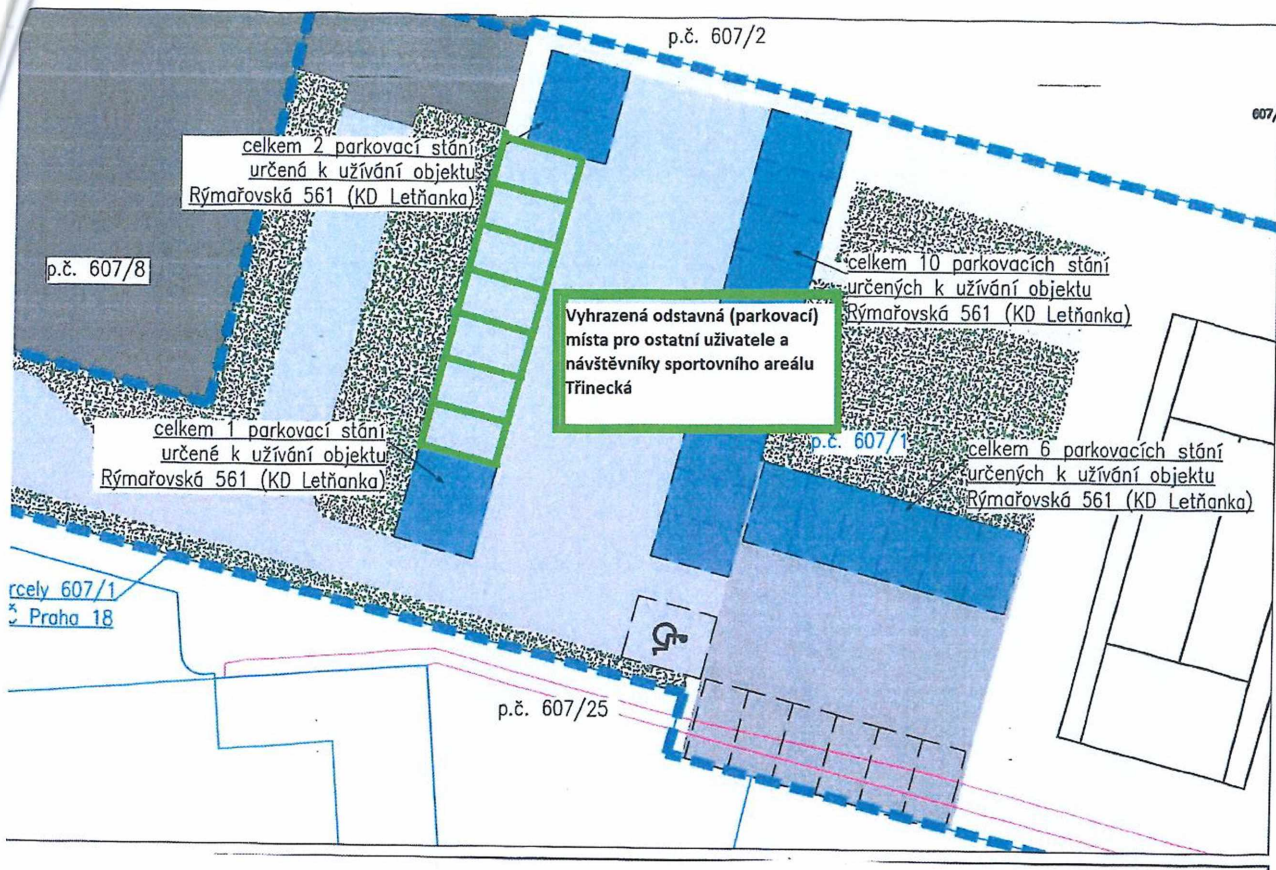 p.č. 607/2
607/
celkem 2 parkovací stání
určená k užívání objektu
Rýmařovská 561 (KD Letňanka)
p.č. 607/8
celkem 10 parkovacích stání
určených k užívání objektu
Rýmařovská 561 (KD Letňanka)
Vyhrazená odstavná (parkovací)
místa pro ostatní uživatele a
návštěvníky sportovního areálu
Třinecká
celkem 1 parkovací stání
určené k užívání objektu
Rýmařovská 561 (KD Letňanka)
p.č. 607/1
celkem 6 parkovacích stání
určených k užívání objektu
Rýmařovská 561 (KD Letňanka)
rcely 607/1
č Praha 18
p.č. 607/25